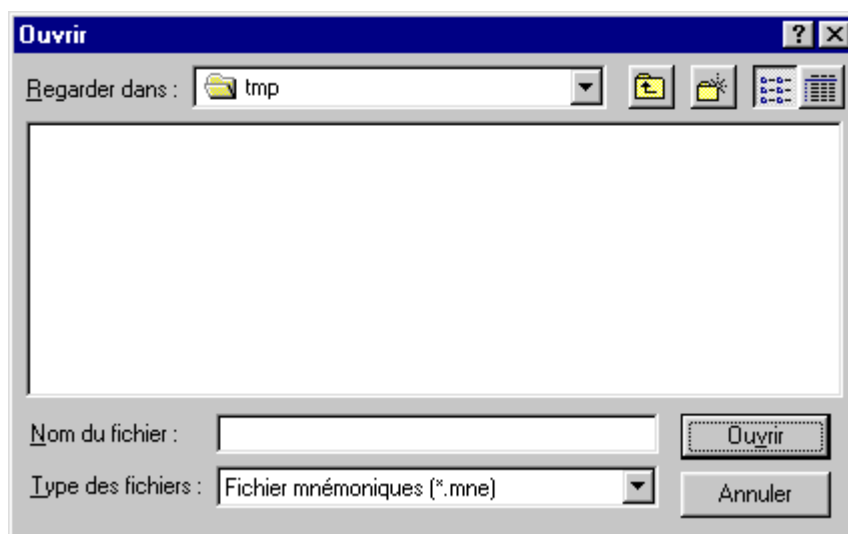 Ouvrir
Regarder dans : tmp
Nom du fichier :
Ouvrir
Type des fichiers : Fichier mnémoniques (*.mne)
Annuler